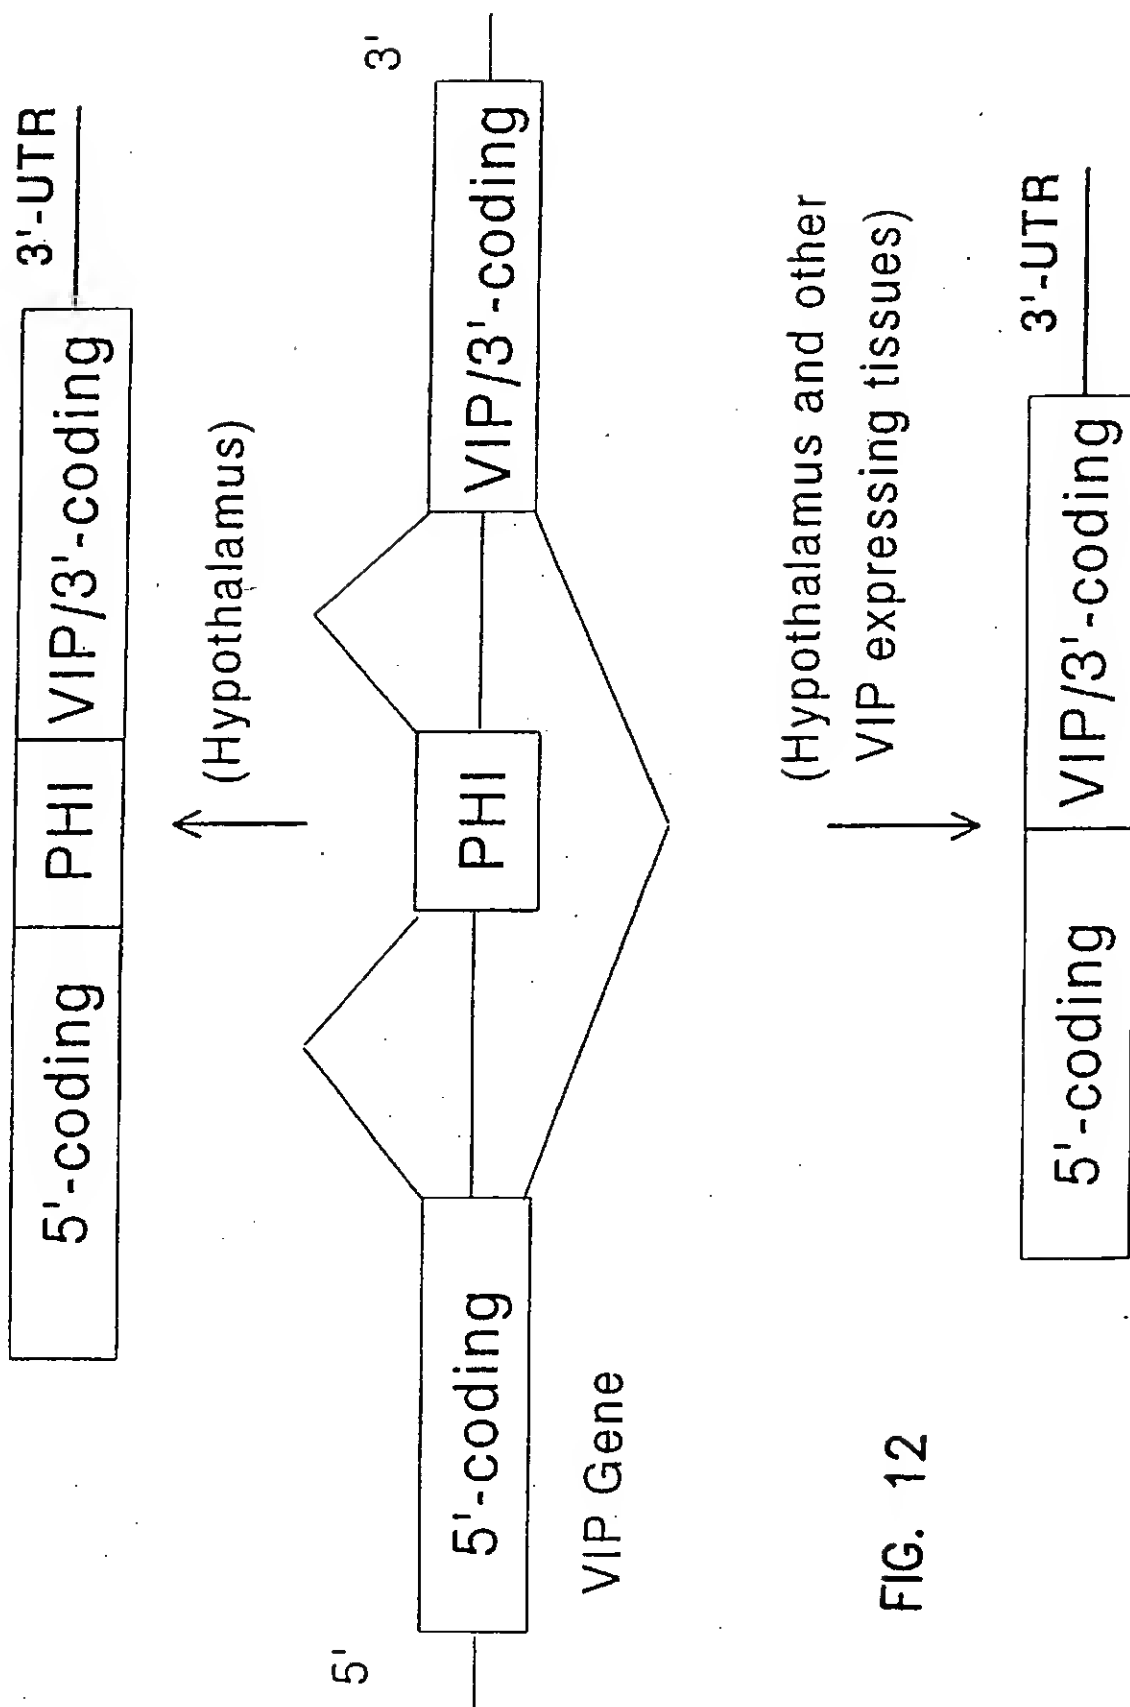 5'-coding
PHI
VIP/3'-coding
3'-UTR
(Hypothalamus)
5'
5'-coding
PHI
VIP/3'-coding
3'
VIP Gene
(Hypothalamus and other
VIP expressing tissues)
5'-coding
VIP/3'-coding
3'-UTR
FIG. 12